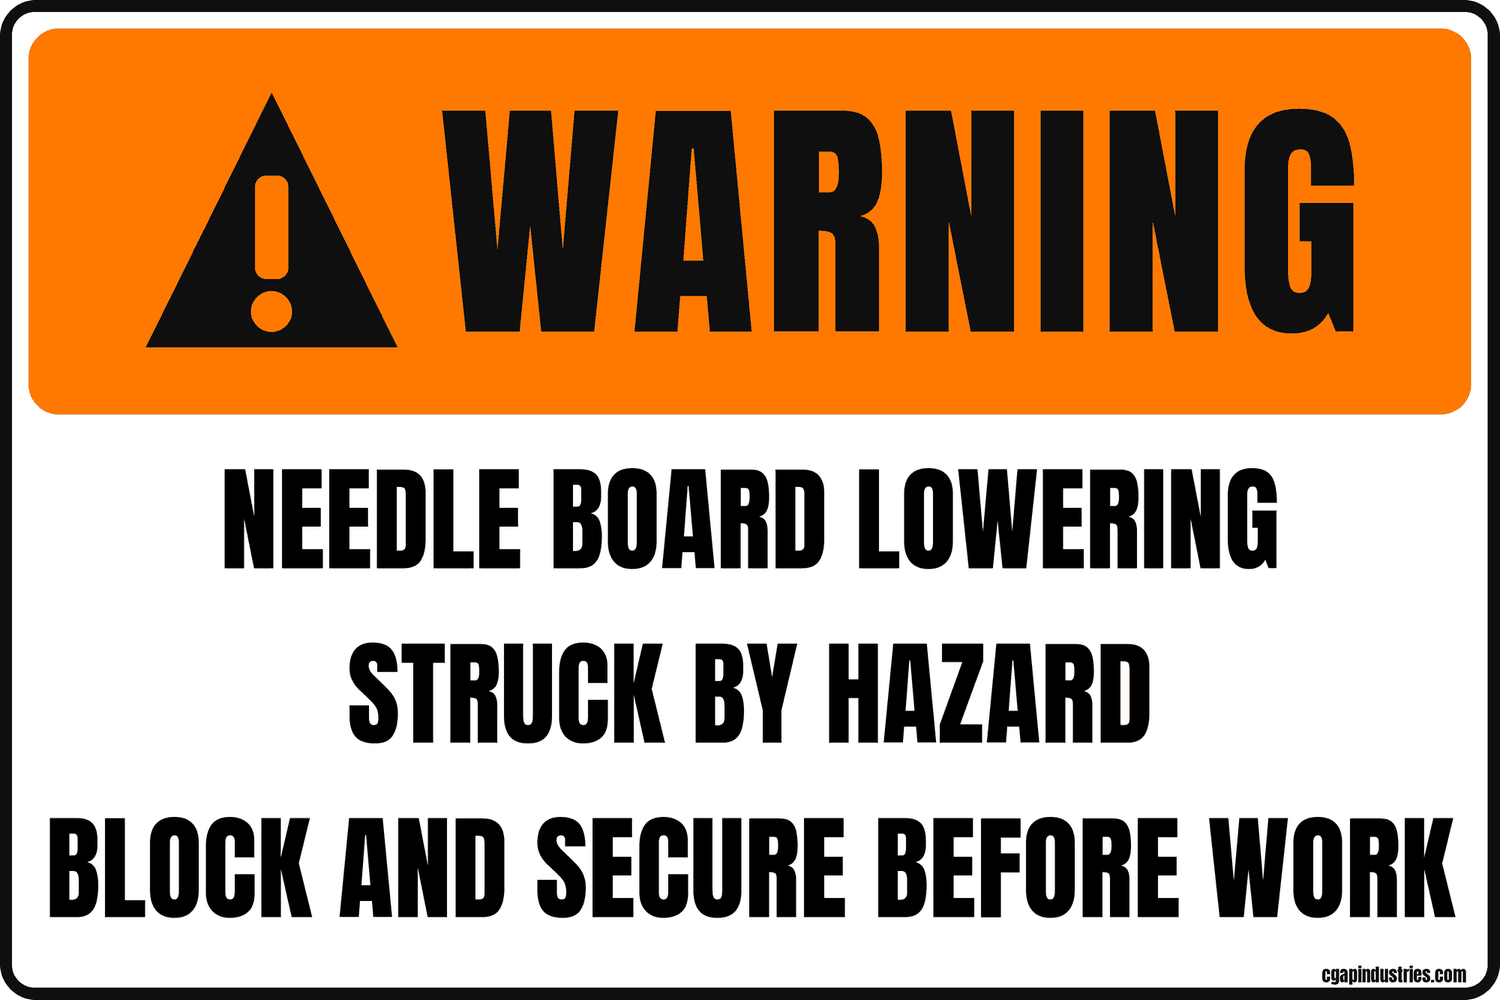 WARNING
NEEDLE BOARD LOWERING
STRUCK BY HAZARD
BLOCK AND SECURE BEFORE WORK
cgapindustries.com